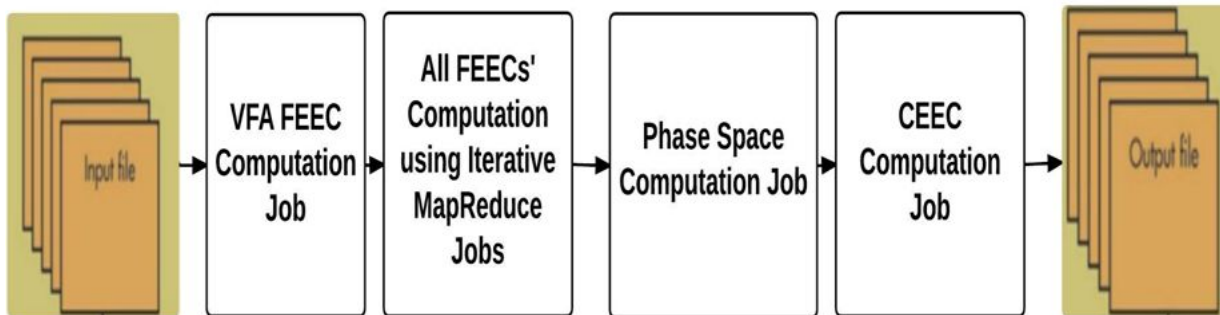 Input file
VFA FEEC
Computation
Job
All FEECs'
Computation
using Iterative
MapReduce
Jobs
Phase Space
Computation Job
CEEC
Computation
Job
Output file